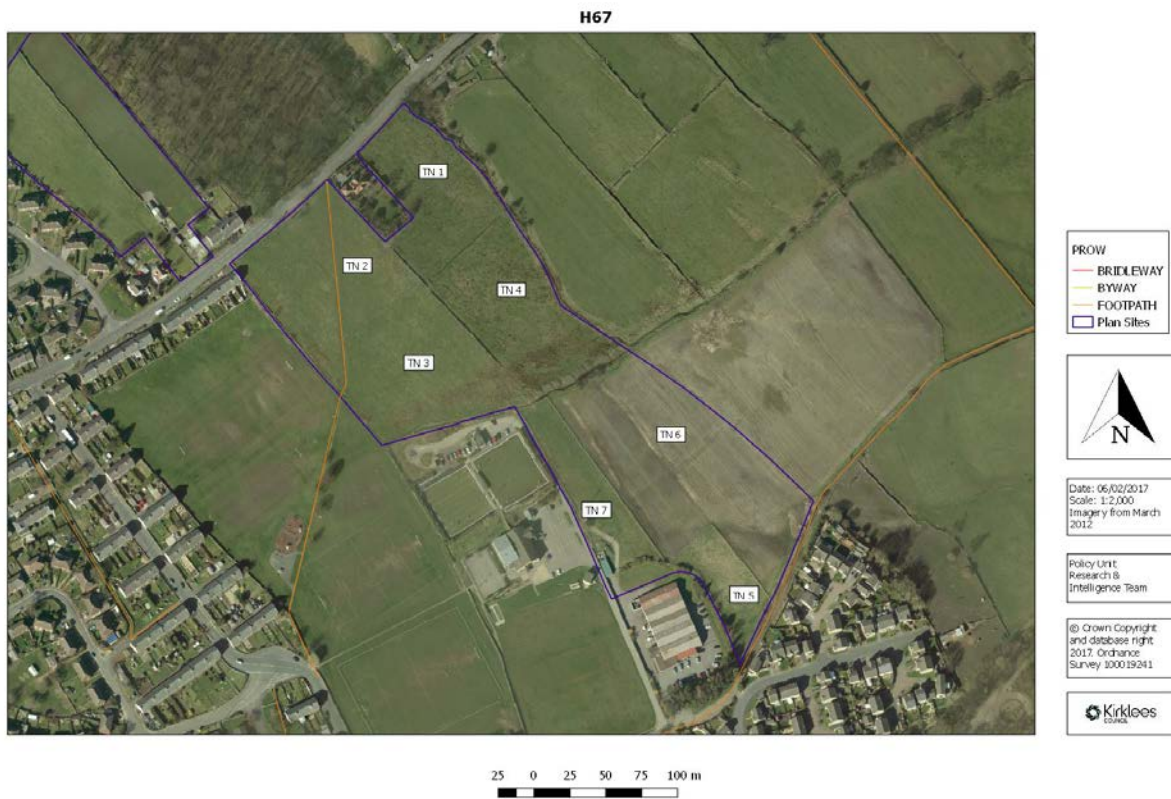 H67
TN 1
TN 2
TN 4
TN 3
TN 6
TN 7
TN 5
PROW
BRIDLEWAY
BYWAY
FOOTPATH
Plan Sites
N
Date: 06/02/2017
Scale: 1:2,000
Imagery from March
2012
Policy Unit
Research &
Intelligence Team
© Crown Copyright
and database right
2017. Ordnance
Survey 100019241
Kirklees
COUNCIL
25 0 25 50 75 100 m